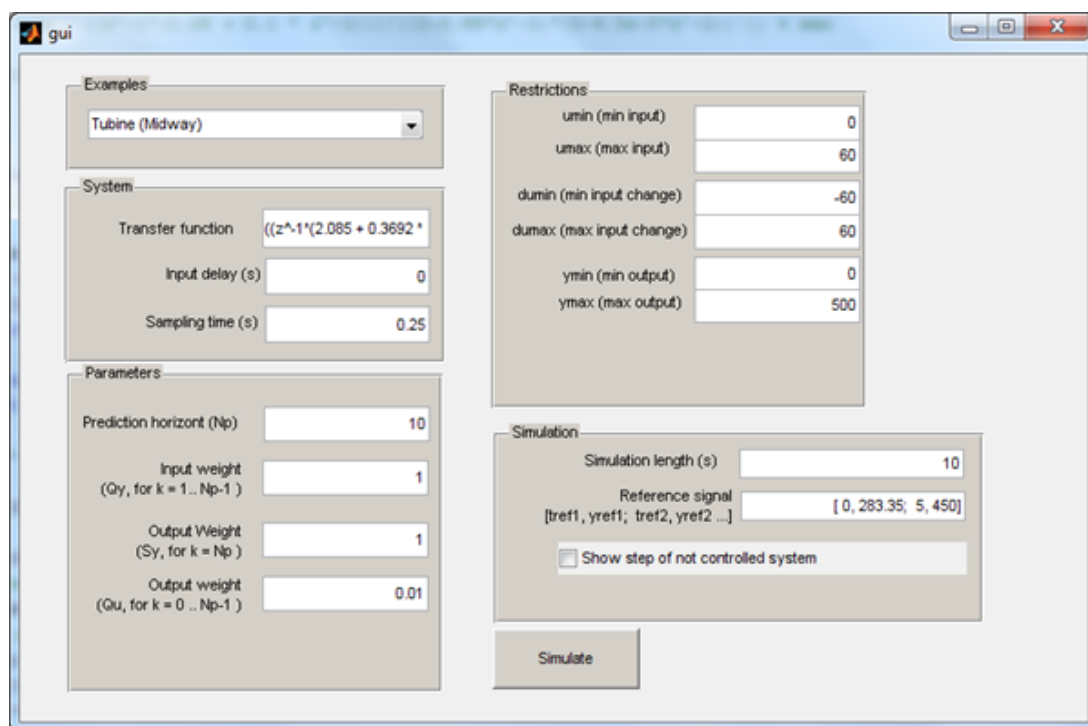 gui
Examples
Tubine (Midway)
System
Transfer function ((z^-1*(2.085 + 0.3692 *
Input delay (s) 0
Sampling time (s) 0.25
Parameters
Prediction horizont (Np) 10
Input weight 1
(Qy, for k = 1.. Np-1 )
Output Weight 1
(Sy, for k = Np )
Output weight 0.01
(Qu, for k = 0 .. Np-1 )
Restrictions
umin (min input) 0
umax (max input) 60
dumin (min input change) -60
dumax (max input change) 60
ymin (min output) 0
ymax (max output) 500
Simulation
Simulation length (s) 10
Reference signal [ 0, 283.35; 5, 450]
[tref1, yref1; tref2, yref2 ...]
Show step of not controlled system
Simulate